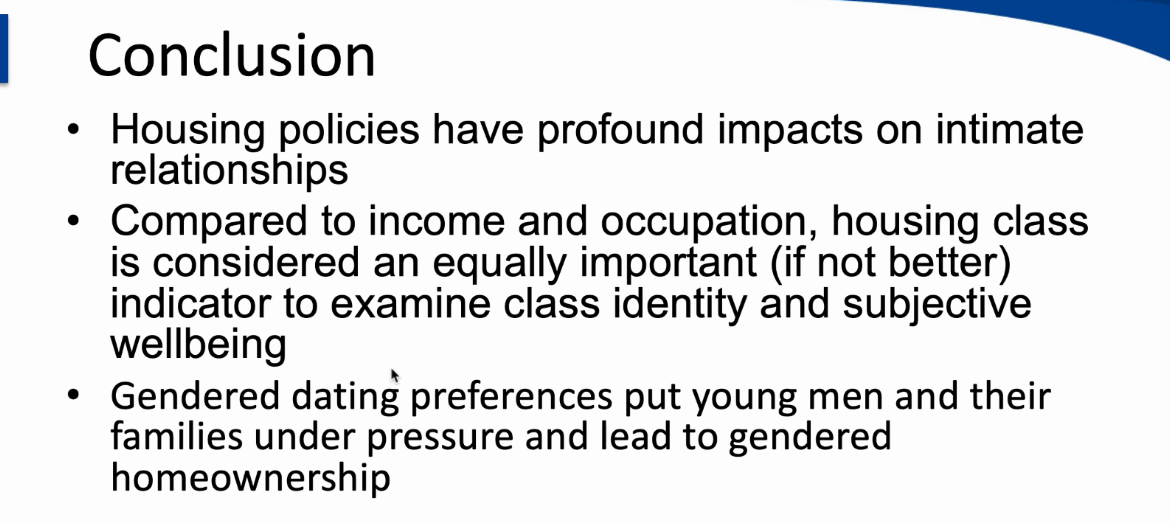 Conclusion
• Housing policies have profound impacts on intimate
relationships
• Compared to income and occupation, housing class
is considered an equally important (if not better)
indicator to examine class identity and subjective
wellbeing
• Gendered dating preferences put young men and their
families under pressure and lead to gendered
homeownership